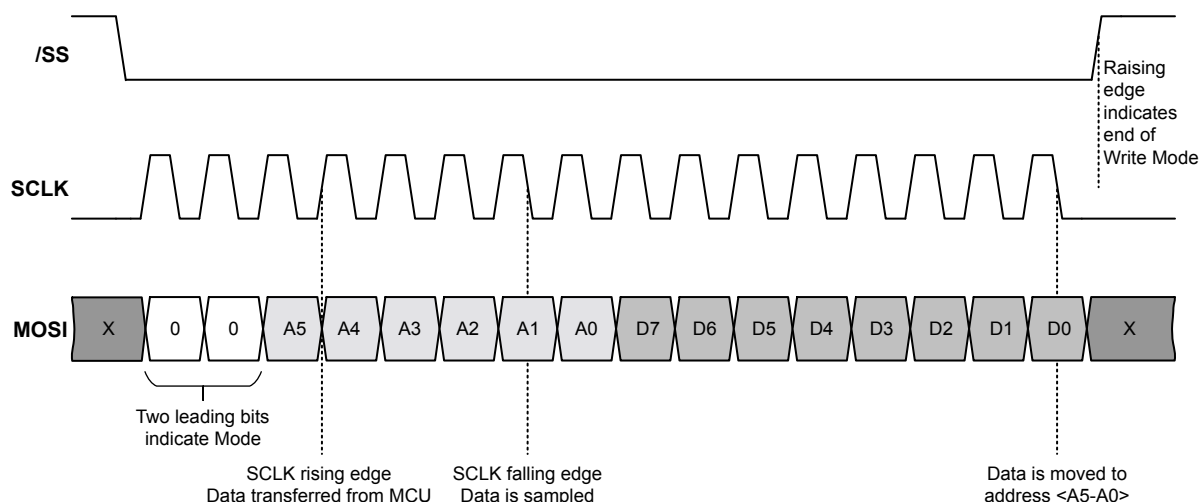 /SS
Raising
edge
indicates
end of
Write Mode
SCLK
MOSI
X 0 0 A5 A4 A3 A2 A1 A0 D7 D6 D5 D4 D3 D2 D1 D0 X
Two leading bits
indicate Mode
SCLK rising edge
Data transferred from MCU
SCLK falling edge
Data is sampled
Data is moved to
address <A5-A0>